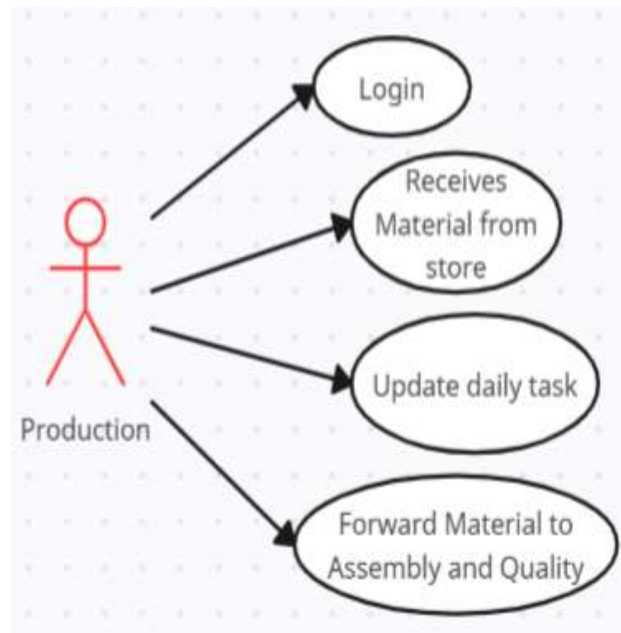 Login
Receives
Material from
store
Update daily task
Production
Forward Material to
Assembly and Quality